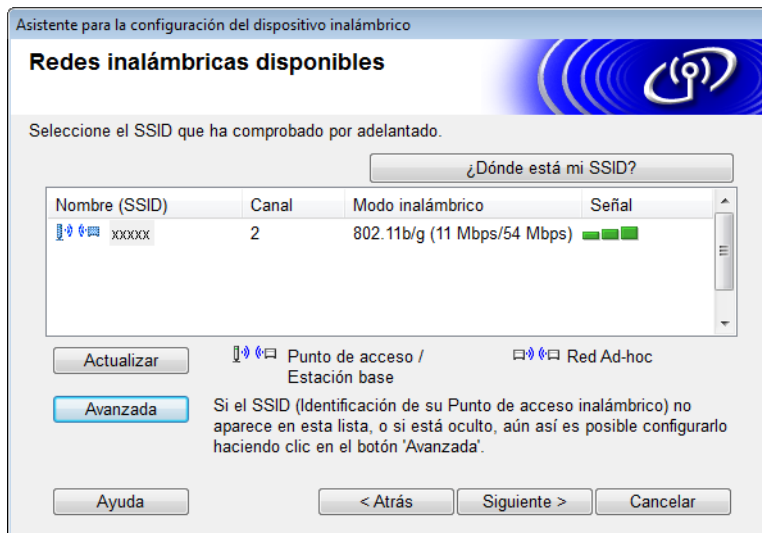 Asistente para la configuración del dispositivo inalámbrico
Redes inalámbricas disponibles
Seleccione el SSID que ha comprobado por adelantado.
¿Dónde está mi SSID?
Nombre (SSID) Canal Modo inalámbrico Señal
xxxxx 2 802.11b/g (11 Mbps/54 Mbps)
Actualizar
Punto de acceso /
Estación base
Red Ad-hoc
Avanzada
Si el SSID (Identificación de su Punto de acceso inalámbrico) no
aparece en esta lista, o si está oculto, aún así es posible configurarlo
haciendo clic en el botón 'Avanzada'.
Ayuda < Atrás Siguiente > Cancelar